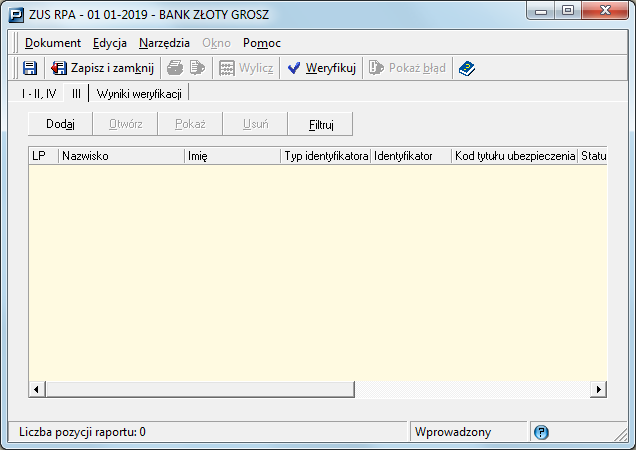 ZUS RPA - 01 01-2019 - BANK ZŁOTY GROSZ
Dokument Edycja Narzędzia Okno Pomoc
Zapisz i zamknij Wylicz Weryfikuj Pokaż błąd
I - II, IV III Wyniki weryfikacji
Dodaj Otwórz Pokaż Usuń Filtruj
LP Nazwisko Imię Typ identyfikatora Identyfikator Kod tytułu ubezpieczenia Statu
Liczba pozycji raportu: 0 Wprowadzony